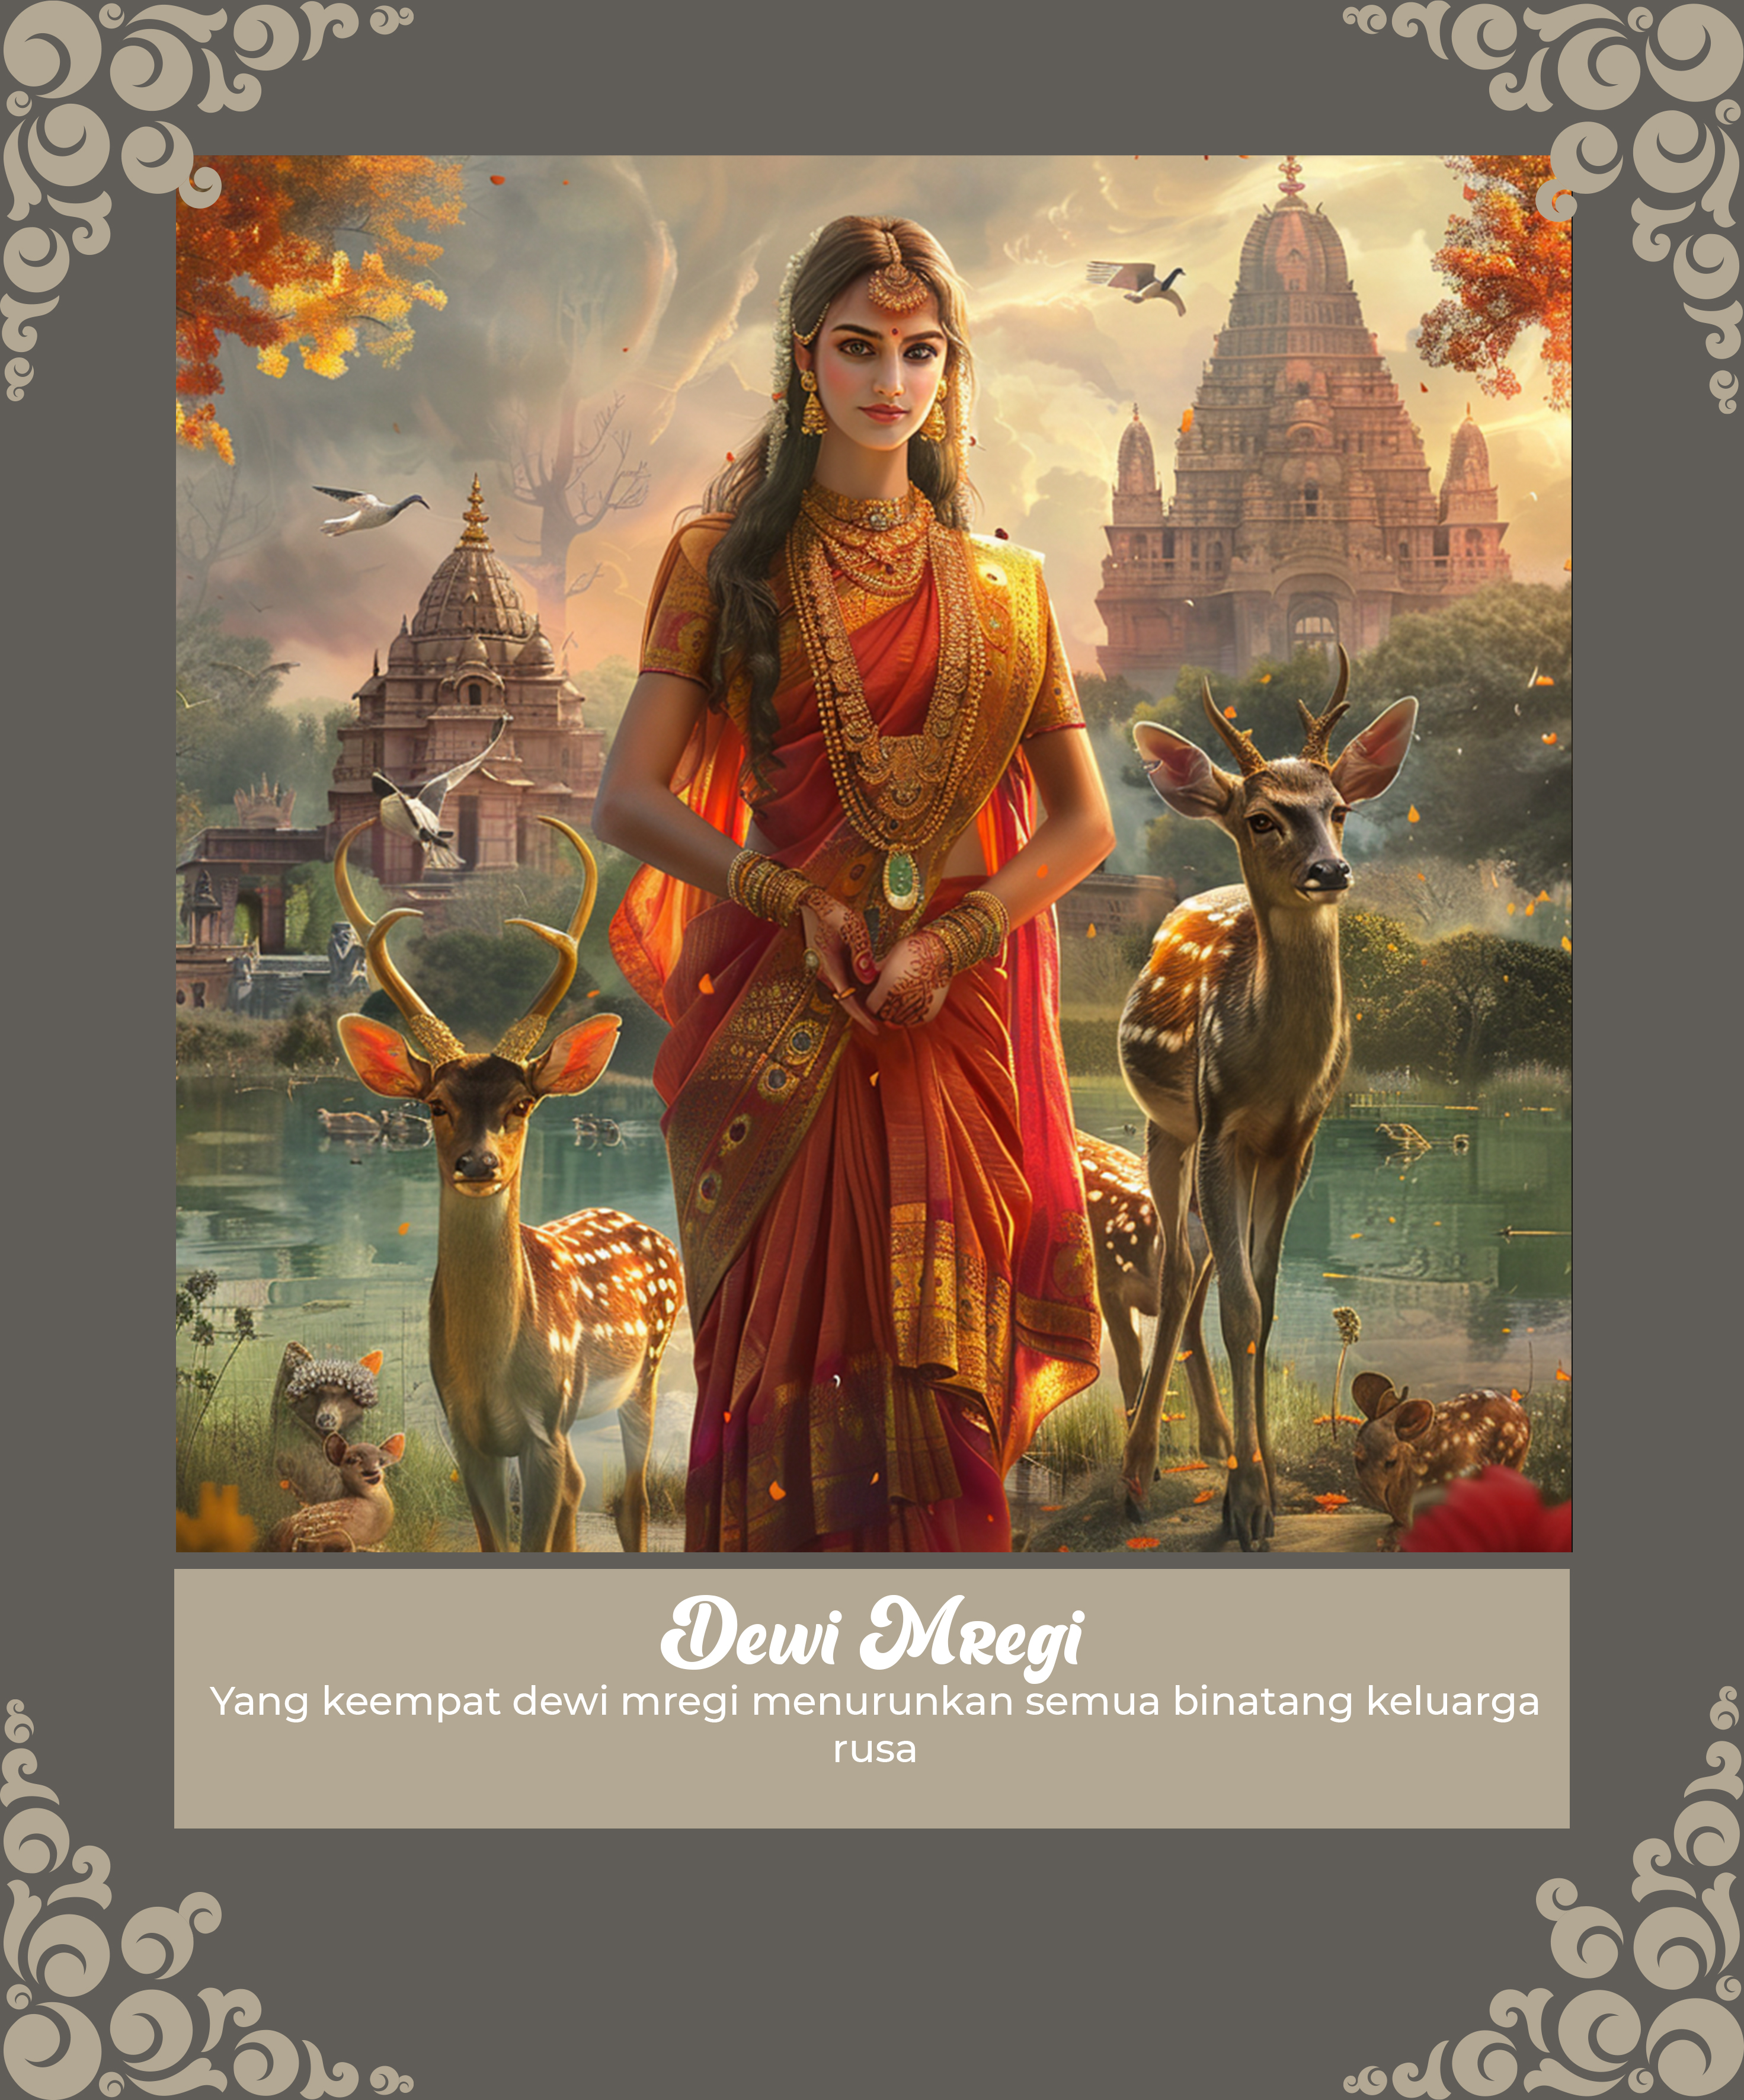 Dewi Mregi
Yang keempat dewi mregi menurunkan semua binatang keluarga
rusa